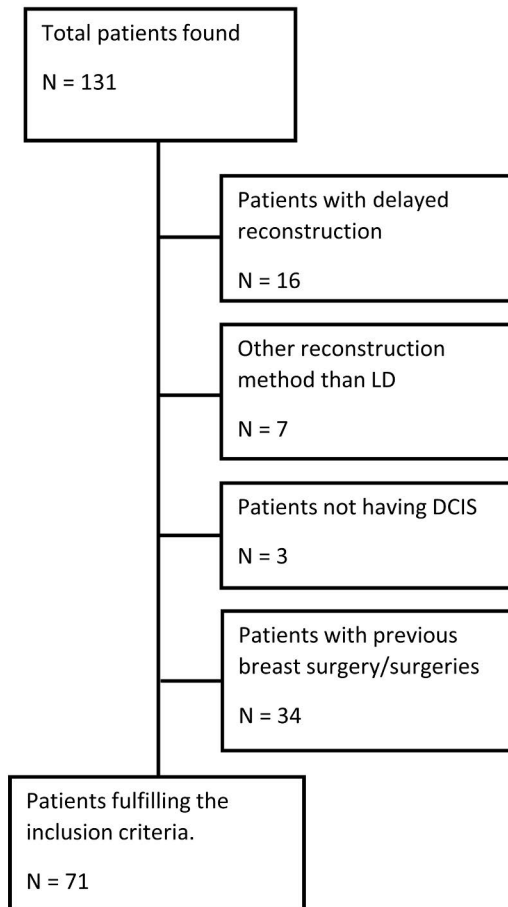 Total patients found
N = 131
Patients with delayed
reconstruction
N = 16
Other reconstruction
method than LD
N = 7
Patients not having DCIS
N = 3
Patients with previous
breast surgery/surgeries
N = 34
Patients fulfilling the
inclusion criteria.
N = 71